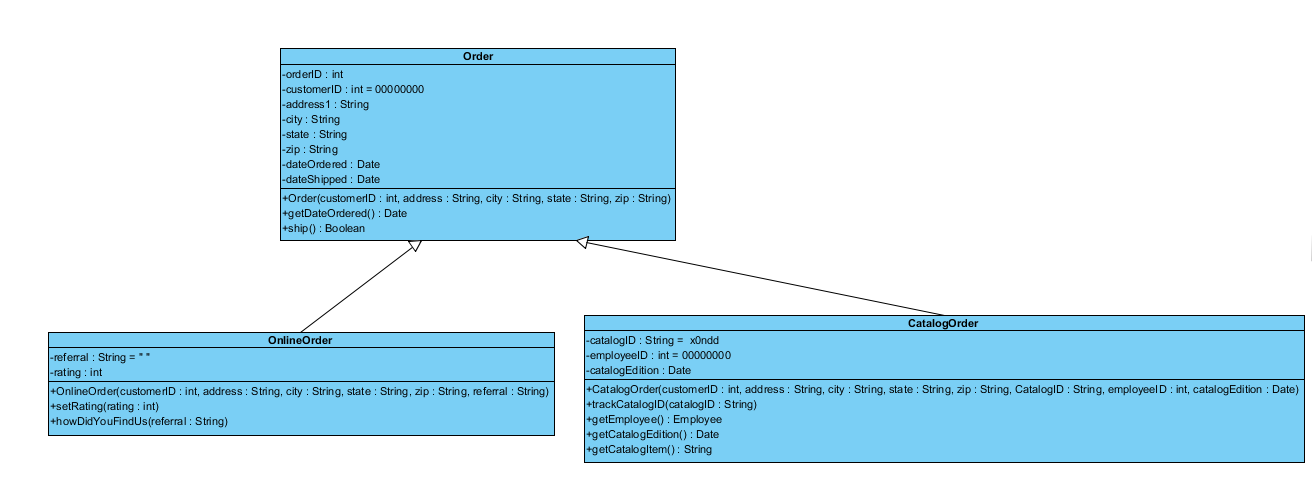 Order
-orderID : int
-customerID : int = 00000000
-address1 : String
-city : String
-state : String
-zip : String
-dateOrdered : Date
-dateShipped : Date
+Order(customerID : int, address : String, city : String, state : String, zip : String)
+getDateOrdered() : Date
+ship() : Boolean
OnlineOrder
-referral : String = " "
-rating : int
+OnlineOrder(customerID : int, address : String, city : String, state : String, zip : String, referral : String)
+setRating(rating : int)
+howDidYouFindUs(referral : String)
CatalogOrder
-catalogID : String = x0ndd
-employeeID : int = 00000000
-catalogEdition : Date
+CatalogOrder(customerID : int, address : String, city : String, state : String, zip : String, CatalogID : String, employeeID : int, catalogEdition : Date)
+trackCatalogID(catalogID : String)
+getEmployee() : Employee
+getCatalogEdition() : Date
+getCatalogItem() : String